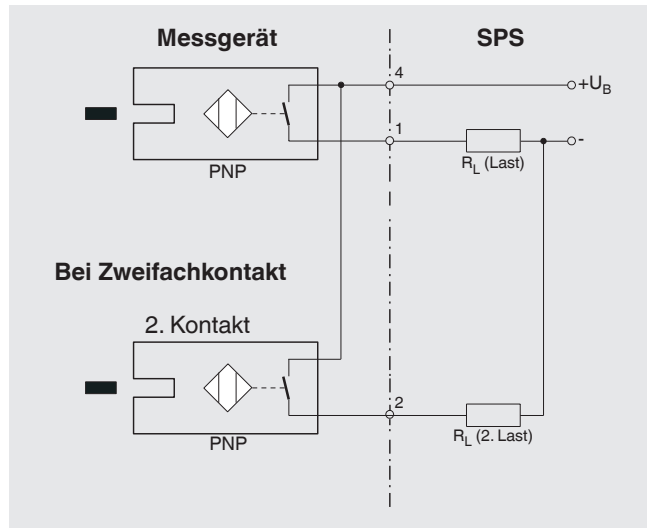 Messgerät
SPS
4
+U_B
1
-
PNP
R_L (Last)
Bei Zweifachkontakt
2. Kontakt
2
PNP
R_L (2. Last)